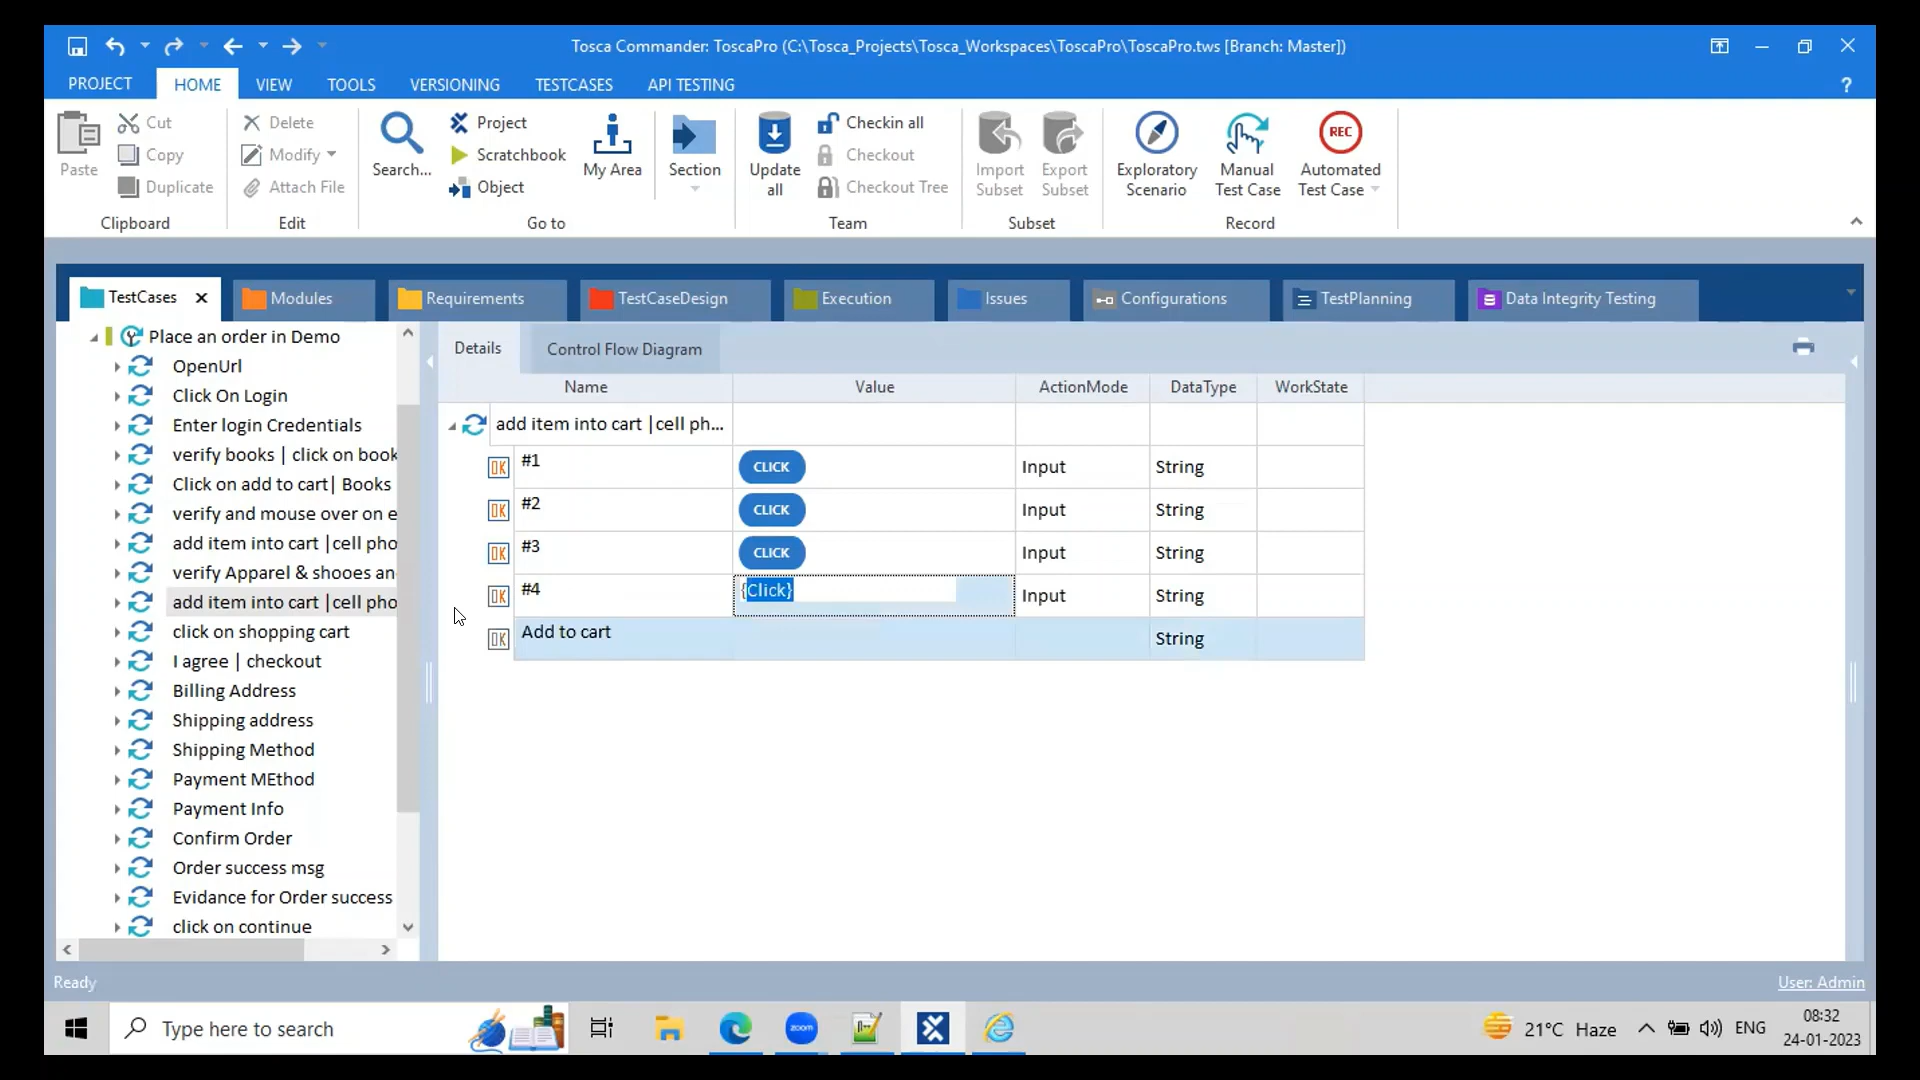 Tosca Commander: ToscaPro (C:\Tosca_Projects\Tosca_Workspaces\ToscaPro\ToscaPro.tws [Branch: Master])
PROJECT HOME VIEW TOOLS VERSIONING TESTCASES API TESTING ?
Paste
Cut
Copy
Duplicate
Clipboard
Delete
Modify
Attach File
Edit
Search...
Project
Scratchbook
Object
My Area
Section
Go to
Update
all
Checkin all
Checkout
Checkout Tree
Team
Import
Subset
Export
Subset
Subset
Exploratory
Scenario
Manual
Test Case
REC
Automated
Test Case
Record
TestCases Modules Requirements TestCaseDesign Execution Issues Configurations TestPlanning Data Integrity Testing
Place an order in Demo
OpenUrl
Click On Login
Enter login Credentials
verify books | click on book
Click on add to cart| Books
verify and mouse over on e
add item into cart |cell pho
verify Apparel & shooes an
add item into cart |cell pho
click on shopping cart
I agree | checkout
Billing Address
Shipping address
Shipping Method
Payment MEthod
Payment Info
Confirm Order
Order success msg
Evidance for Order success
click on continue
Details Control Flow Diagram
Name Value ActionMode DataType WorkState
add item into cart |cell ph...
#1 CLICK Input String
#2 CLICK Input String
#3 CLICK Input String
#4 {Click} Input String
Add to cart String
Ready User: Admin
Type here to search
zoom
21°C Haze
ENG
08:32
24-01-2023